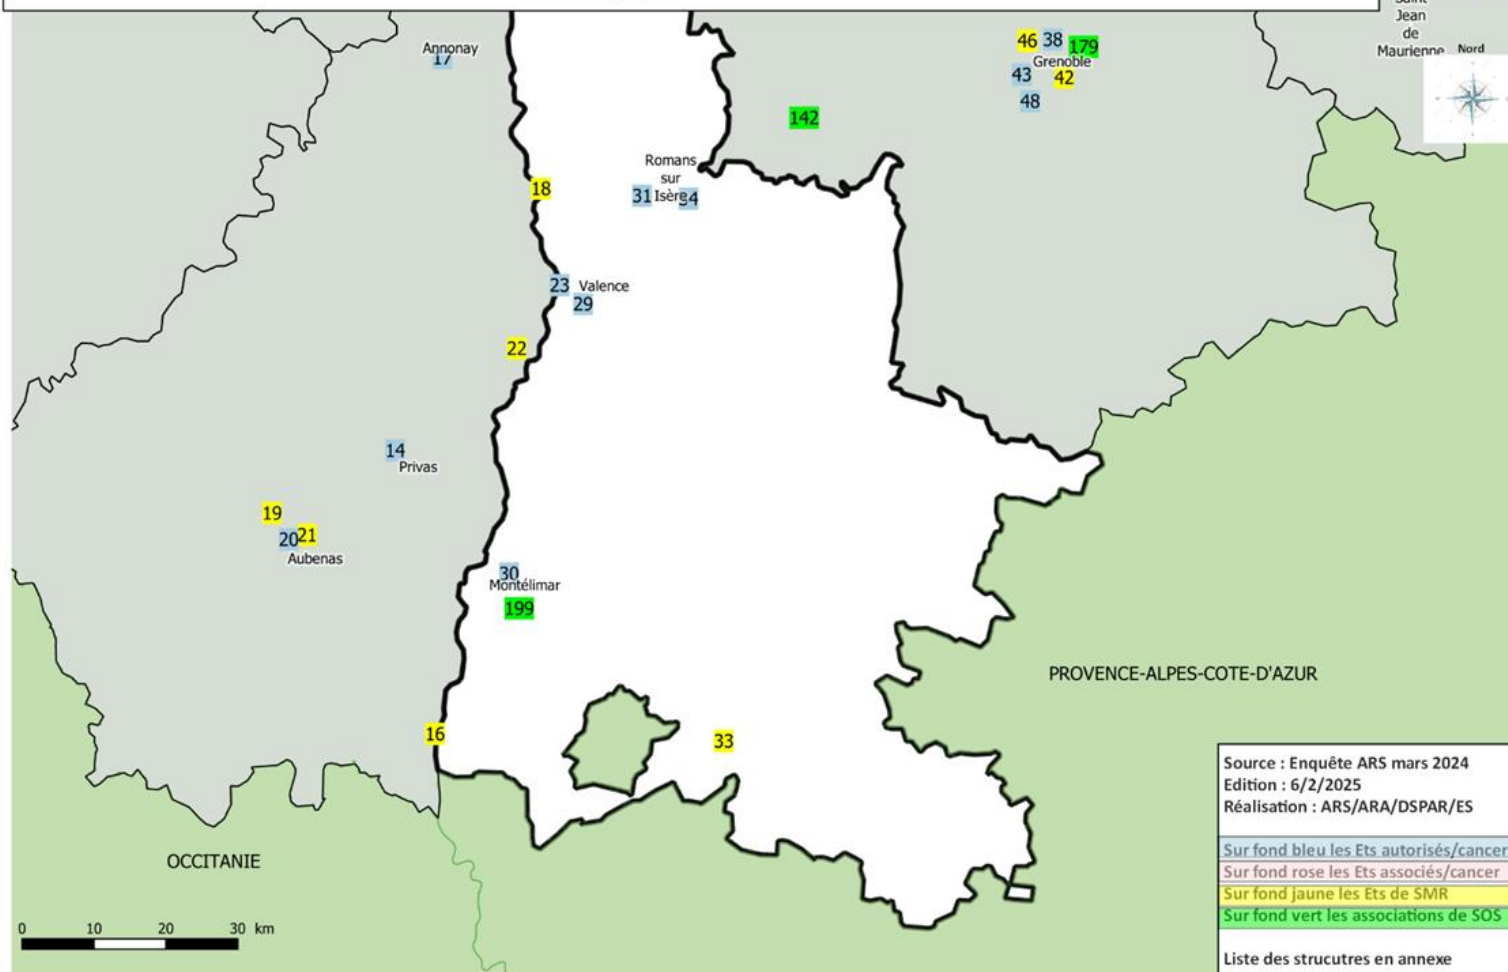 Saint
Jean
de
Maurienne
Nord
Annonay
17
46
38
179
Grenoble
43
42
48
142
Romans
sur
Isère
31
34
18
23
Valence
29
22
14
Privas
19
20
21
Aubenas
30
Montélimar
199
PROVENCE-ALPES-COTE-D'AZUR
16
33
OCCITANIE
0 10 20 30 km
Source : Enquête ARS mars 2024
Edition : 6/2/2025
Réalisation : ARS/ARA/DSPAR/ES
Sur fond bleu les Ets autorisés/cancer
Sur fond rose les Ets associés/cancer
Sur fond jaune les Ets de SMR
Sur fond vert les associations de SOS
Liste des strucutres en annexe